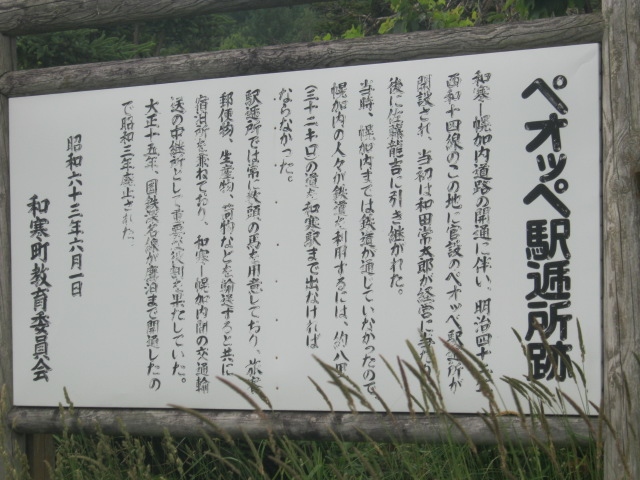 ペオッペ駅逓所跡
和寒ー幌加内道路の開通に伴い、明治四十
西和十四線のこの地に官設のペオッペ駅逓所が
開設され、当初は和田常太郎が経営に当
後に佐藤龍吉に引き継がれた。
当時、幌加内までは鉄道が通じていなかったので
幌加内の人々が鉄道を利用するには、約八里
(三十二キロ)の道を和寒駅まで出なければ
ならなかった。
駅逓所では常に数頭の馬を用意しており、旅客
郵便物、生産物、荷物などを輸送すると共に
宿泊所を兼ねており、和寒ー幌加内間の交通輸
送の中継所として重要な役割を果たしていた。
大正十五年、国鉄深名線が鷹泊まで開通したの
で昭和三年廃止された。
昭和六十三年六月一日
和寒町教育委員会